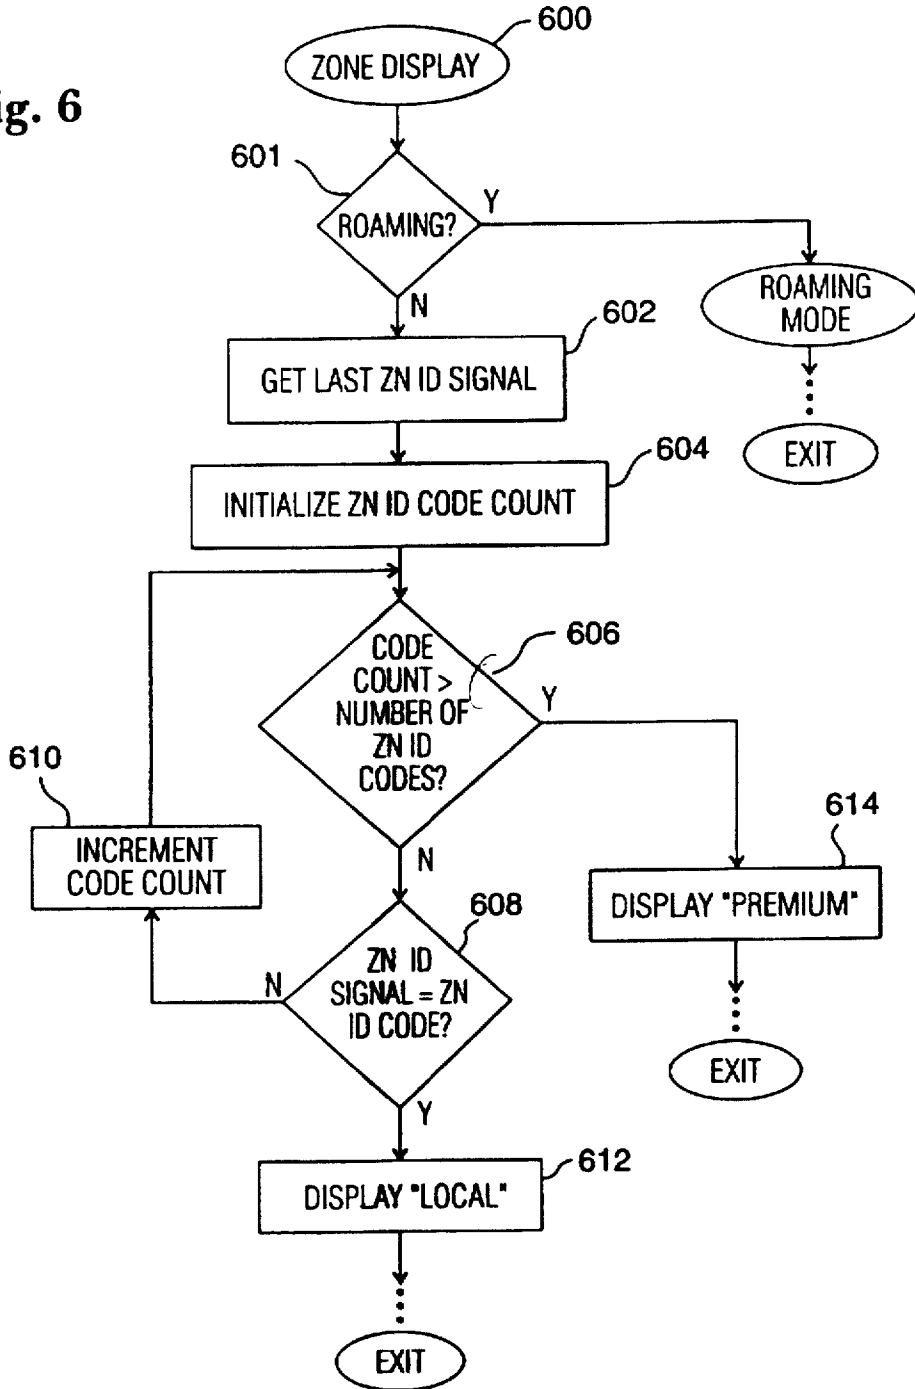 600
ZONE DISPLAY
ig. 6
601
ROAMING?
Y
N
ROAMING
MODE
602
GET LAST ZN ID SIGNAL
EXIT
604
INITIALIZE ZN ID CODE COUNT
606
CODE
COUNT >
NUMBER OF
ZN ID
CODES?
Y
N
610
INCREMENT
CODE COUNT
614
DISPLAY "PREMIUM"
608
ZN ID
SIGNAL = ZN
ID CODE?
N
Y
EXIT
612
DISPLAY "LOCAL"
EXIT